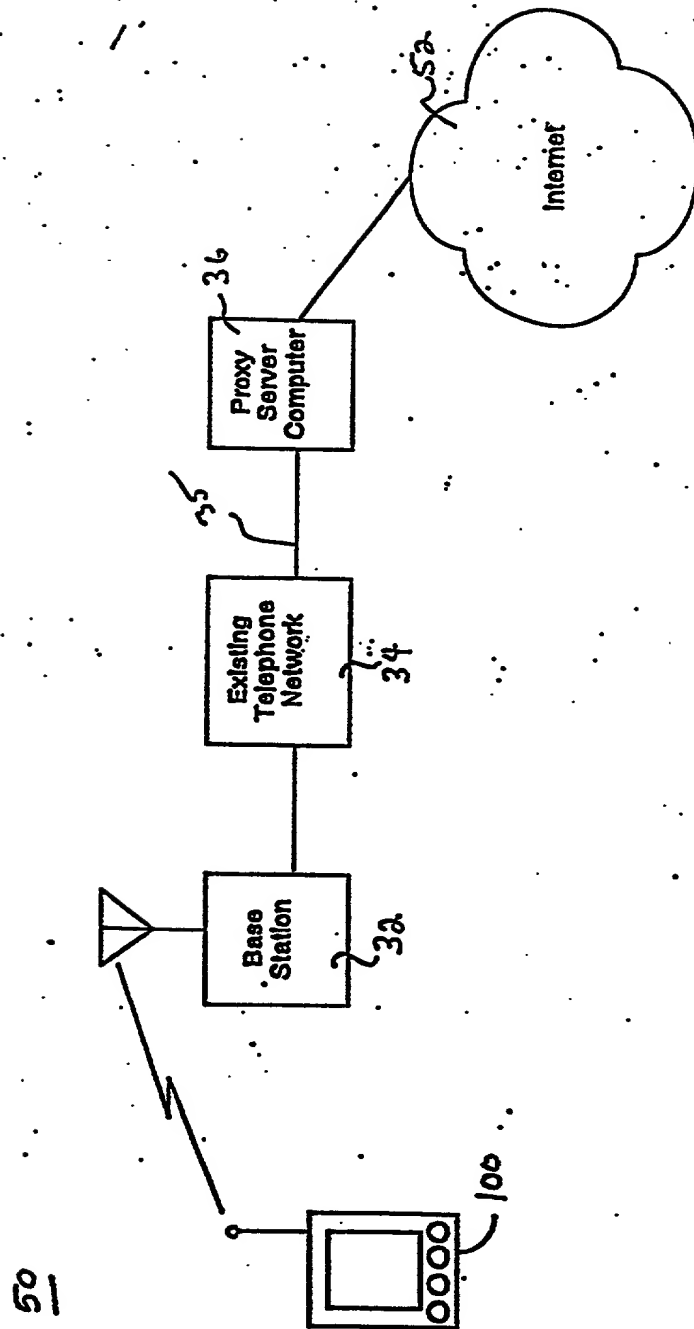 50
100
Base
Station
32
Existing
Telephone
Network
34
35
Proxy
Server
Computer
36
Internet
52